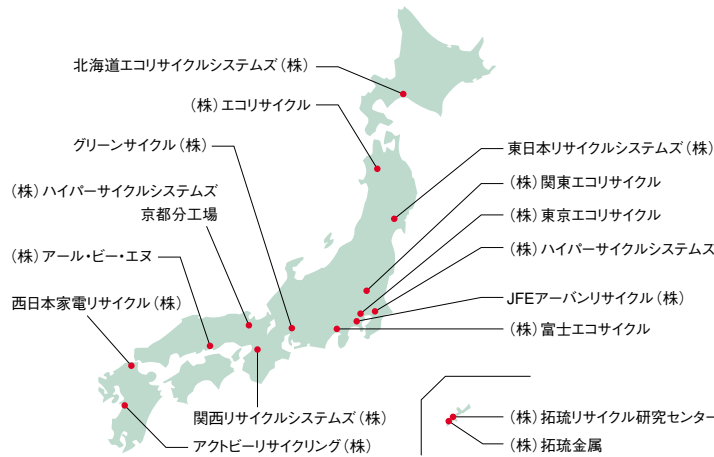 北海道エコリサイクルシステムズ(株)
(株)エコリサイクル
グリーンサイクル(株)
(株)ハイパーサイクルシステムズ
京都分工場
(株)アール・ビー・エヌ
西日本家電リサイクル(株)
東日本リサイクルシステムズ(株)
(株)関東エコリサイクル
(株)東京エコリサイクル
(株)ハイパーサイクルシステムズ
JFEアーバンリサイクル(株)
(株)富士エコサイクル
関西リサイクルシステムズ(株)
アクトビーリサイクリング(株)
(株)拓琉リサイクル研究センター
(株)拓琉金属